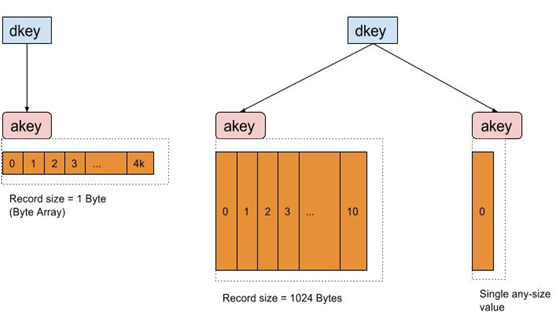 dkey
dkey
akey
akey
akey
0 1 2 3 ... 4k
0 1 2 3 ... 10
0
Record size = 1 Byte
(Byte Array)
Record size = 1024 Bytes
Single any-size
value